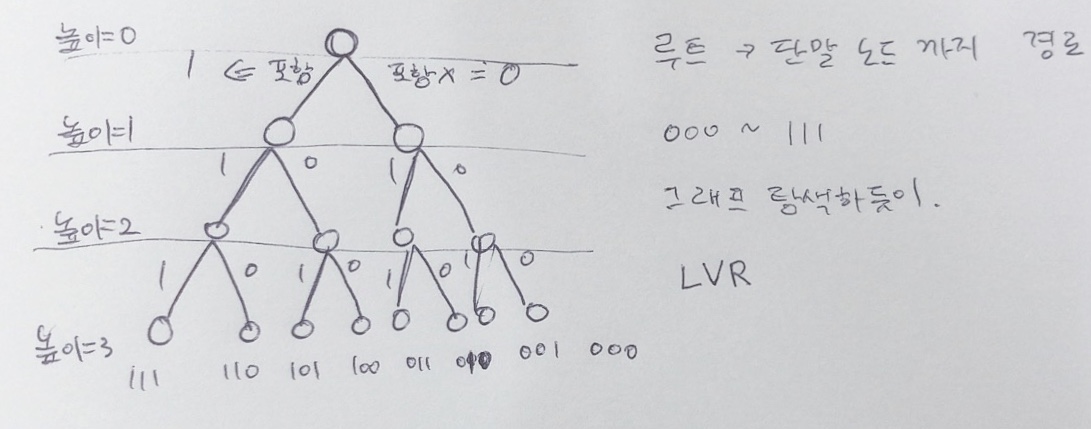 높이=0
1 ⇐ 포함 포함X = 0
높이=1
1 0 1 0
높이=2
1 0 1 0 1 0 1 0
높이=3
111 110 101 100 011 010 001 000
루트 → 단말 노드 까지 경로
000 ~ 111
그래프 탐색하듯이.
LVR